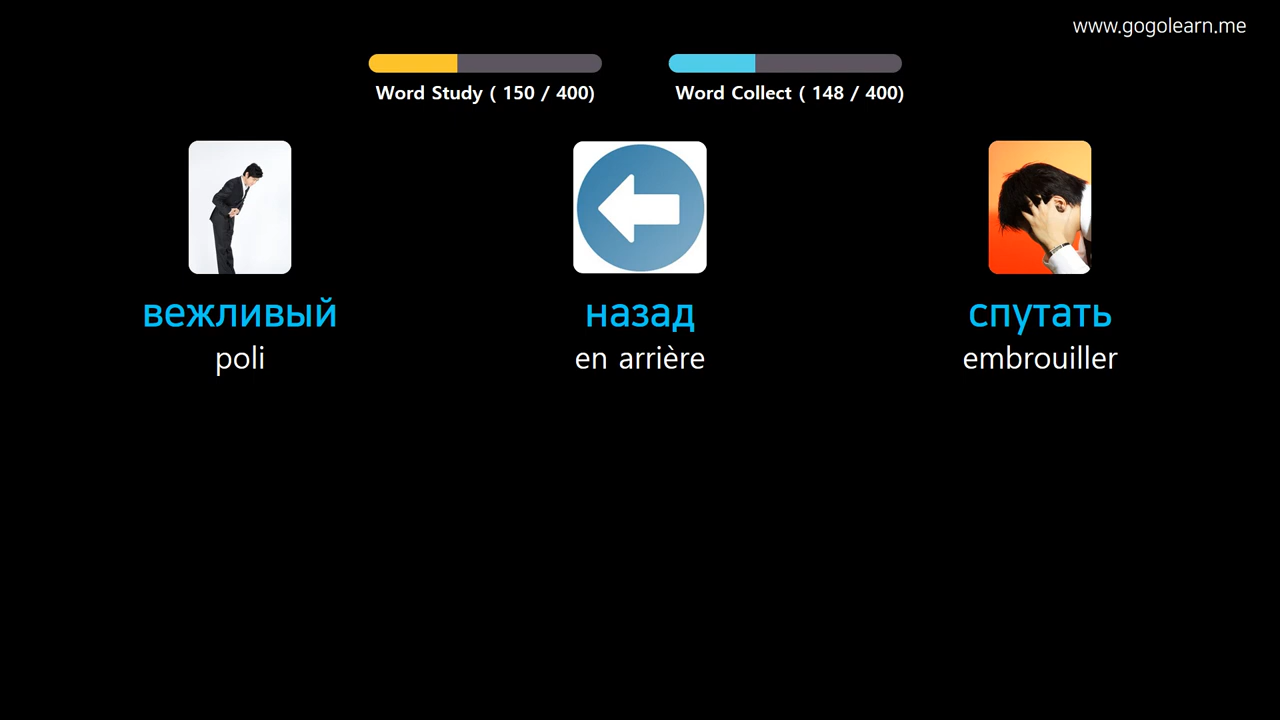 www.gogolearn.me
Word Study ( 150 / 400)
Word Collect ( 148 / 400)
вежливый
poli
назад
en arrière
спутать
embrouiller